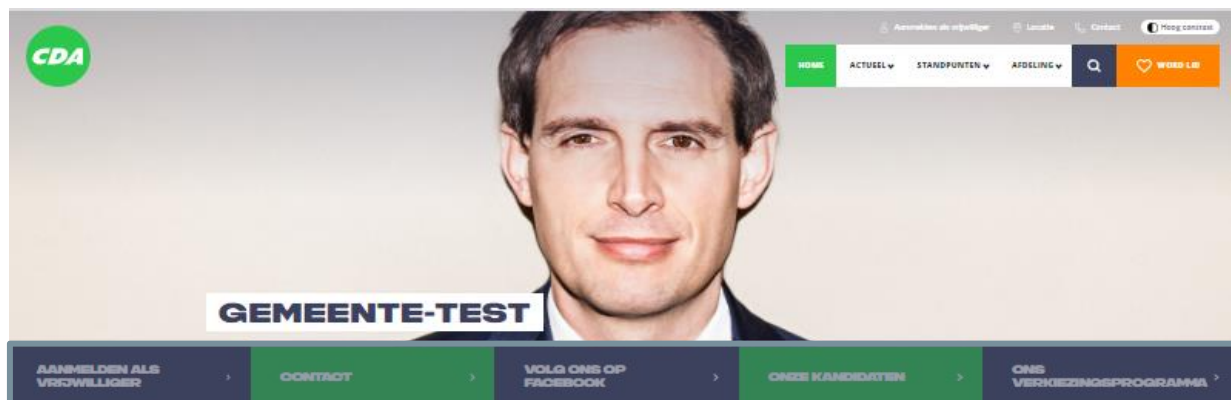 CDA
Aanmelden als vrijwilliger Locatie Contact Hoog contrast
HOME ACTUEEL STANDPUNTEN AFDELING WORD LID
GEMEENTE-TEST
AANMELDEN ALS
VRIJWILLIGER
CONTACT
VOLG ONS OP
FACEBOOK
ONZE KANDIDATEN
ONS
VERKIEZINGSPROGRAMMA